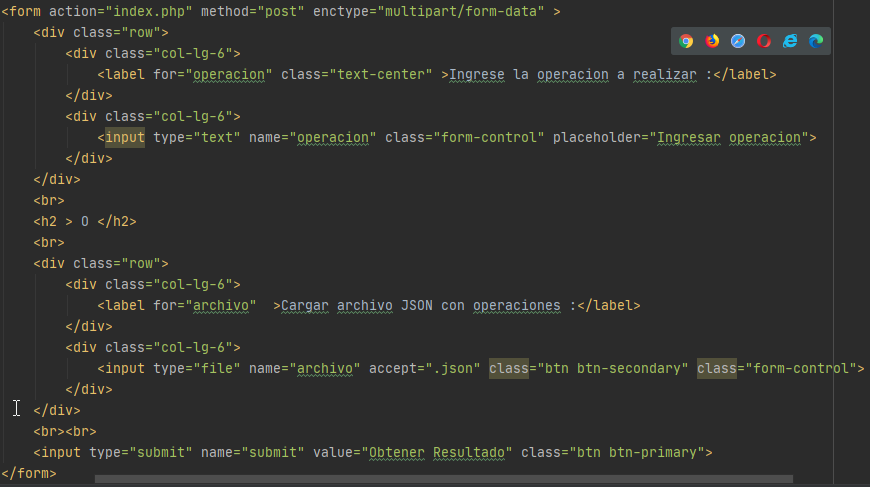 <form action="index.php" method="post" enctype="multipart/form-data" >
    <div class="row">
        <div class="col-lg-6">
            <label for="operacion" class="text-center" >Ingrese la operacion a realizar :</label>
        </div>
        <div class="col-lg-6">
            <input type="text" name="operacion" class="form-control" placeholder="Ingresar operacion">
        </div>
    </div>
    <br>
    <h2 > O </h2>
    <br>
    <div class="row">
        <div class="col-lg-6">
            <label for="archivo"  >Cargar archivo JSON con operaciones :</label>
        </div>
        <div class="col-lg-6">
            <input type="file" name="archivo" accept=".json" class="btn btn-secondary" class="form-control">
        </div>
    </div>
    <br><br>
    <input type="submit" name="submit" value="Obtener Resultado" class="btn btn-primary">
</form>